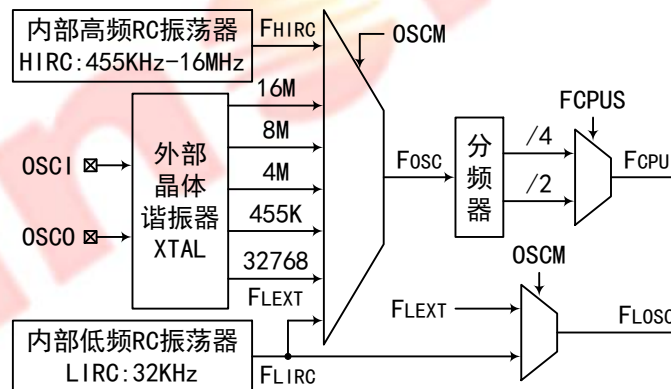 内部高频RC振荡器
HIRC:455KHz-16MHz
FHIRC
OSCM
16M
8M
4M
455K
32768
FLEXT
OSCI
OSCO
外部
晶体
谐振器
XTAL
FOSC
分
频
器
/4
/2
FCPUS
FCPU
OSCM
FLEXT
FLOSC
内部低频RC振荡器
LIRC:32KHz
FLIRC